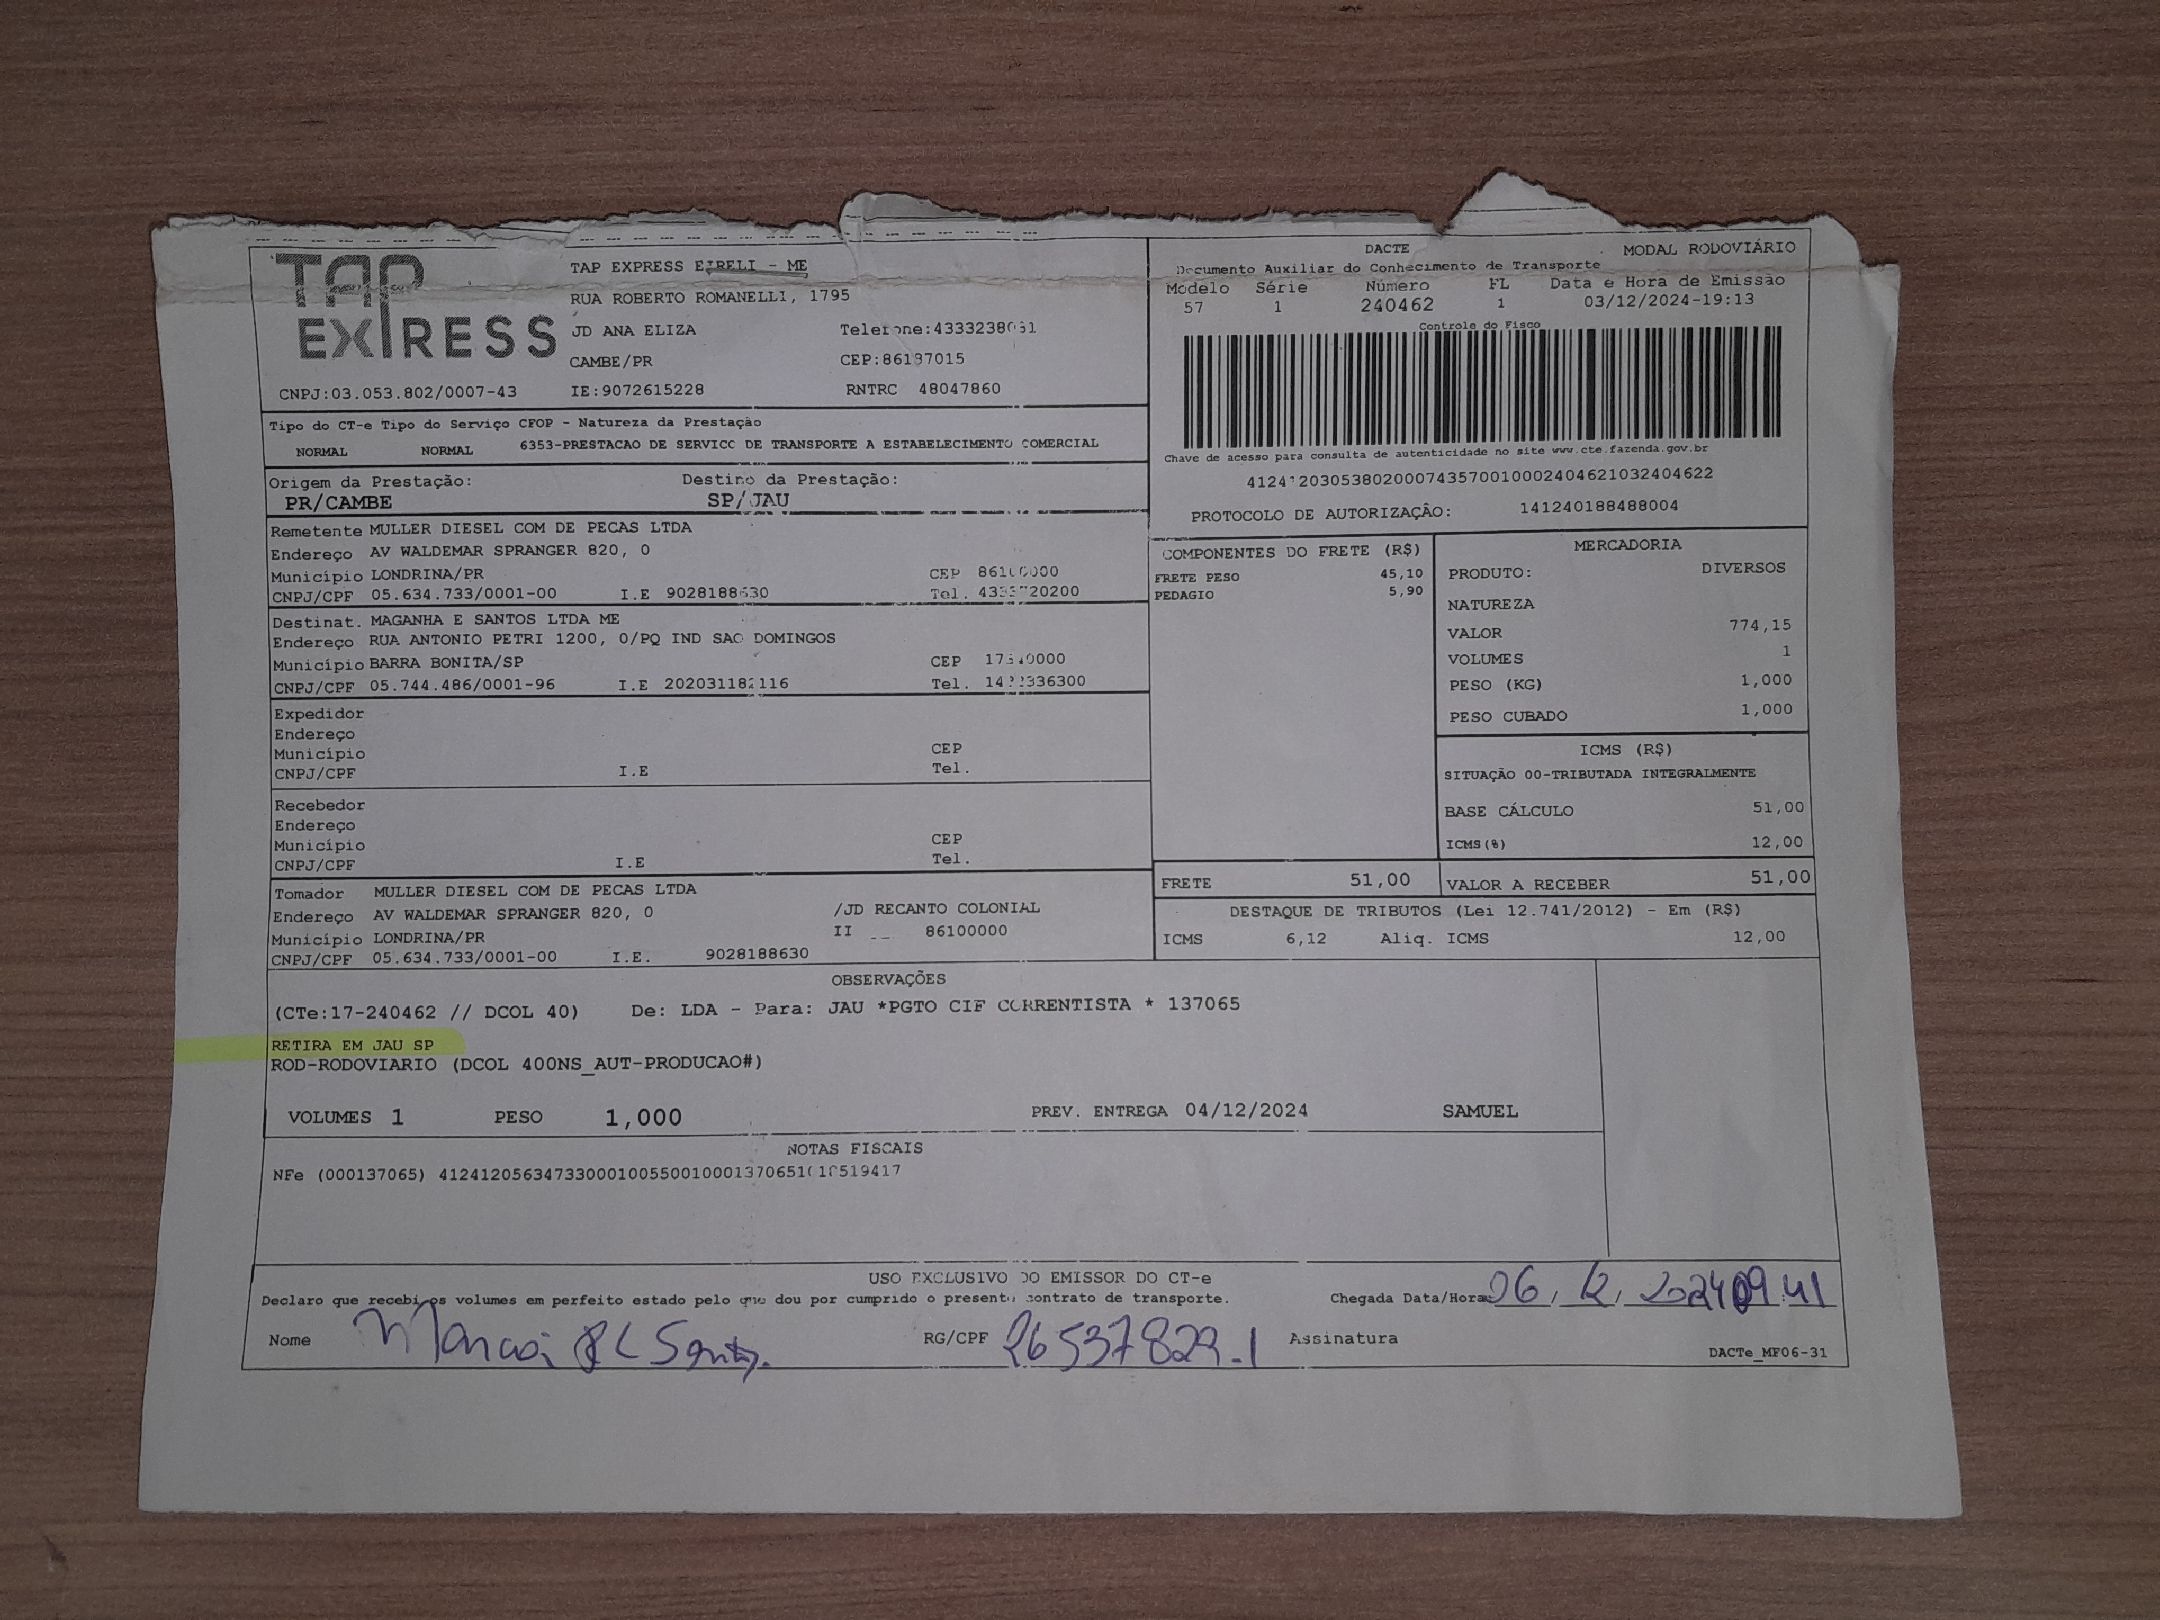 TAP EXPRESS
TAP EXPRESS EIRELI - ME
RUA ROBERTO ROMANELLI, 1795
JD ANA ELIZA
CAMBE/PR CEP:86187015
CNPJ:03.053.802/0007-43 IE:9072615228 RNTRC 48047860
DACTE MODAL RODOVIÁRIO
Documento Auxiliar do Conhecimento de Transporte
Modelo Série Número FL Data e Hora de Emissão
57 1 240462 1 03/12/2024-19:13
Controle do Fisco
Chave de acesso para consulta de autenticidade no site www.cte.fazenda.gov.br
41241203053802000743570010002404621032404622
PROTOCOLO DE AUTORIZAÇÃO: 141240188488004
Tipo do CT-e Tipo do Serviço CFOP - Natureza da Prestação
NORMAL NORMAL 6353-PRESTACAO DE SERVICO DE TRANSPORTE A ESTABELECIMENTO COMERCIAL
Origem da Prestação: Destino da Prestação:
PR/CAMBE SP/JAU
Remetente MULLER DIESEL COM DE PECAS LTDA
Endereço AV WALDEMAR SPRANGER 820, 0
Município LONDRINA/PR CEP 86100000
CNPJ/CPF 05.634.733/0001-00 I.E 9028188630 Tel.
Destinat. MAGANHA E SANTOS LTDA ME
Endereço RUA ANTONIO PETRI 1200, 0/PQ IND SAO DOMINGOS
Município BARRA BONITA/SP CEP
CNPJ/CPF 05.744.486/0001-96 I.E 202031182116 Tel.
Expedidor
Endereço
Município CEP
CNPJ/CPF I.E Tel.
Recebedor
Endereço
Município CEP
CNPJ/CPF I.E Tel.
Tomador MULLER DIESEL COM DE PECAS LTDA
Endereço AV WALDEMAR SPRANGER 820, 0 /JD RECANTO COLONIAL
Município LONDRINA/PR II 86100000
CNPJ/CPF 05.634.733/0001-00 I.E. 9028188630
COMPONENTES DO FRETE (R$)
FRETE PESO 45,10
PEDAGIO 5,90
MERCADORIA
PRODUTO: DIVERSOS
NATUREZA
VALOR 774,15
VOLUMES 1
PESO (KG) 1,000
PESO CUBADO 1,000
ICMS (R$)
SITUAÇÃO 00-TRIBUTADA INTEGRALMENTE
BASE CÁLCULO 51,00
ICMS(%) 12,00
FRETE 51,00 VALOR A RECEBER 51,00
DESTAQUE DE TRIBUTOS (Lei 12.741/2012) - Em (R$)
ICMS 6,12 Aliq. ICMS 12,00
OBSERVAÇÕES
(CTe:17-240462 // DCOL 40) De: LDA - Para: JAU *PGTO CIF CORRENTISTA * 137065
RETIRA EM JAU SP
ROD-RODOVIARIO (DCOL 400NS_AUT-PRODUCAO#)
VOLUMES 1 PESO 1,000 PREV. ENTREGA 04/12/2024 SAMUEL
NOTAS FISCAIS
NFe (000137065)
USO EXCLUSIVO DO EMISSOR DO CT-e
Declaro que recebi os volumes em perfeito estado pelo que dou por cumprido o presente contrato de transporte. Chegada Data/Hora 06, 12, 2024 09:41
Nome RG/CPF 26537829-1 Assinatura
DACTe_MF06-31